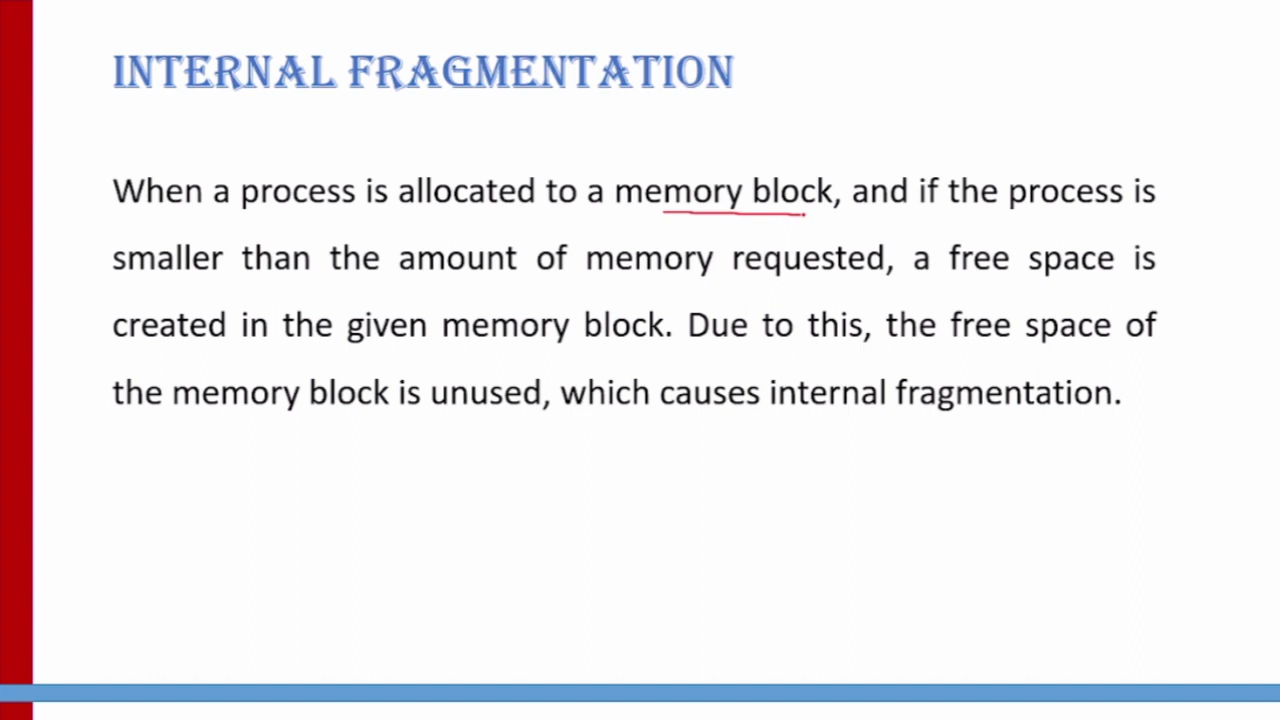 INTERNAL FRAGMENTATION
When a process is allocated to a memory block, and if the process is
smaller than the amount of memory requested, a free space is
created in the given memory block. Due to this, the free space of
the memory block is unused, which causes internal fragmentation.